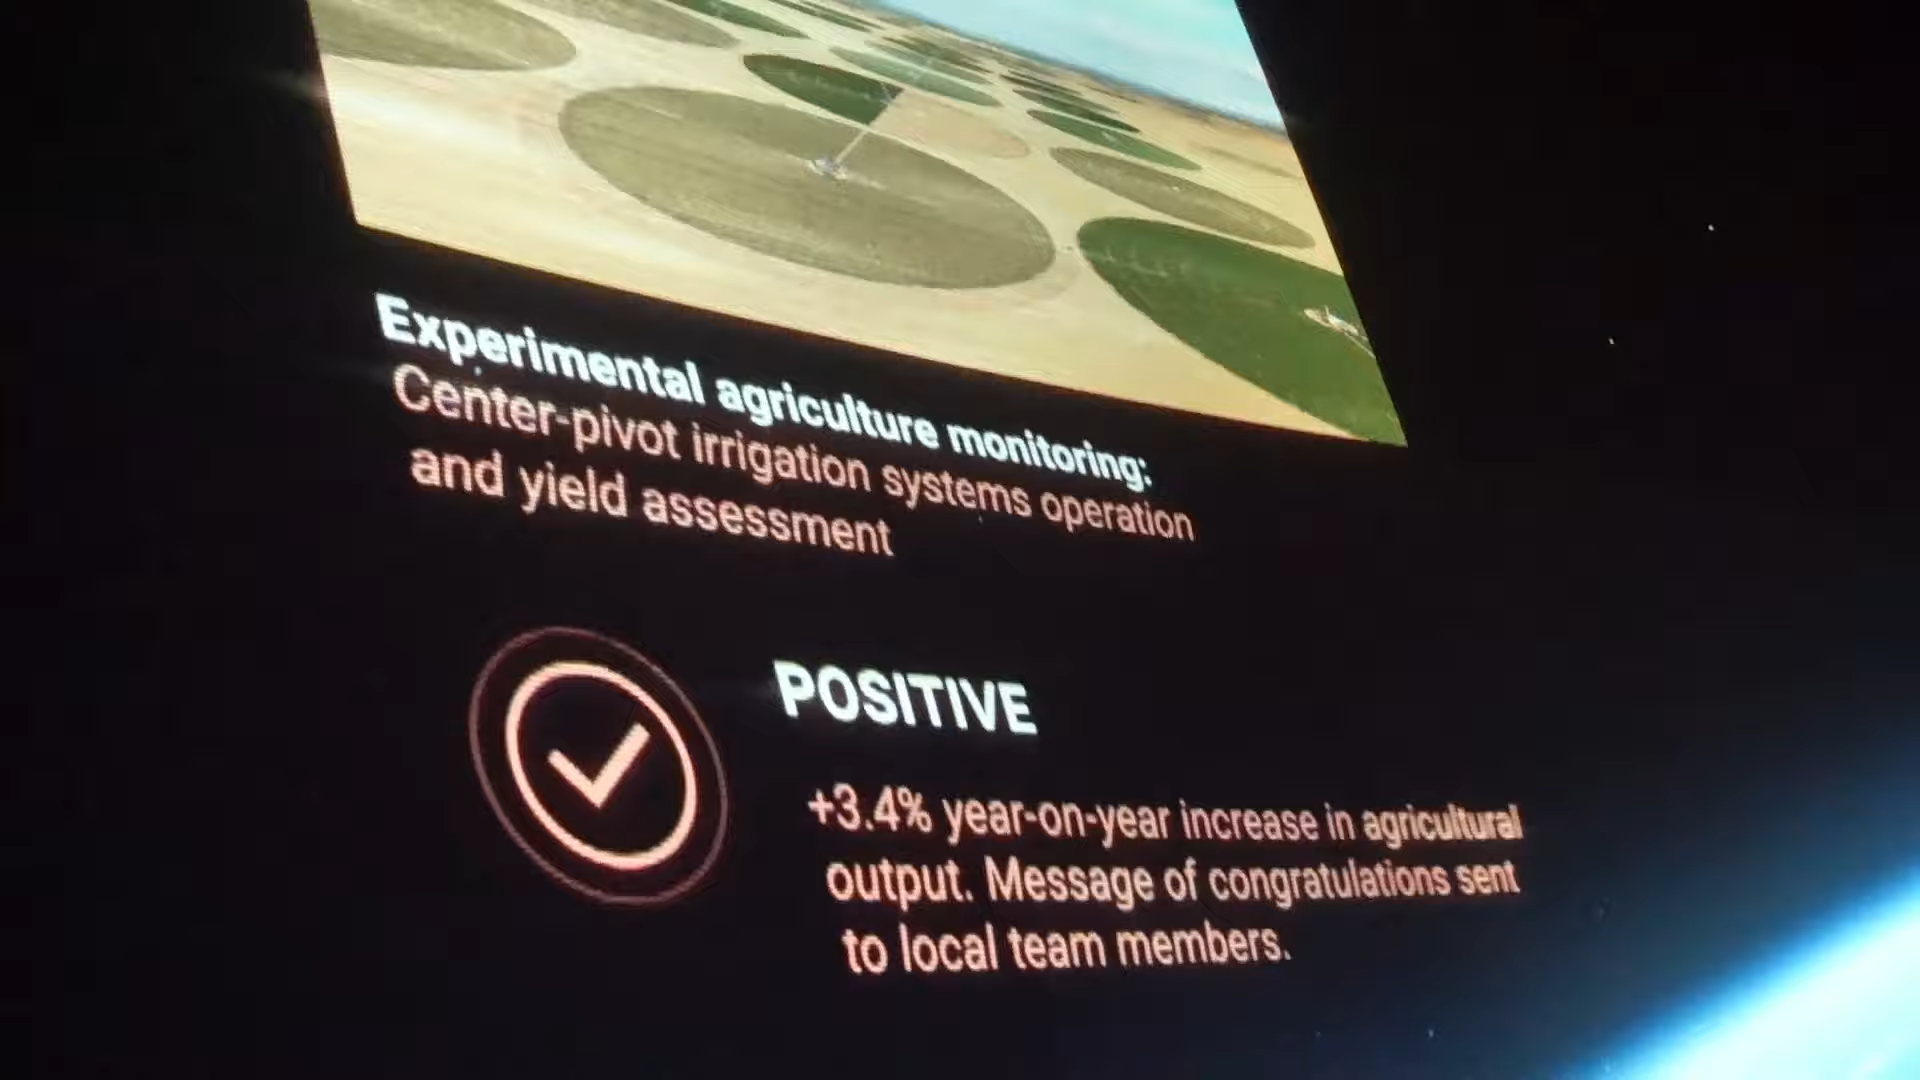 Experimental agriculture monitoring:
Center-pivot irrigation systems operation
and yield assessment
POSITIVE
+3.4% year-on-year increase in agricultural
output. Message of congratulations sent
to local team members.